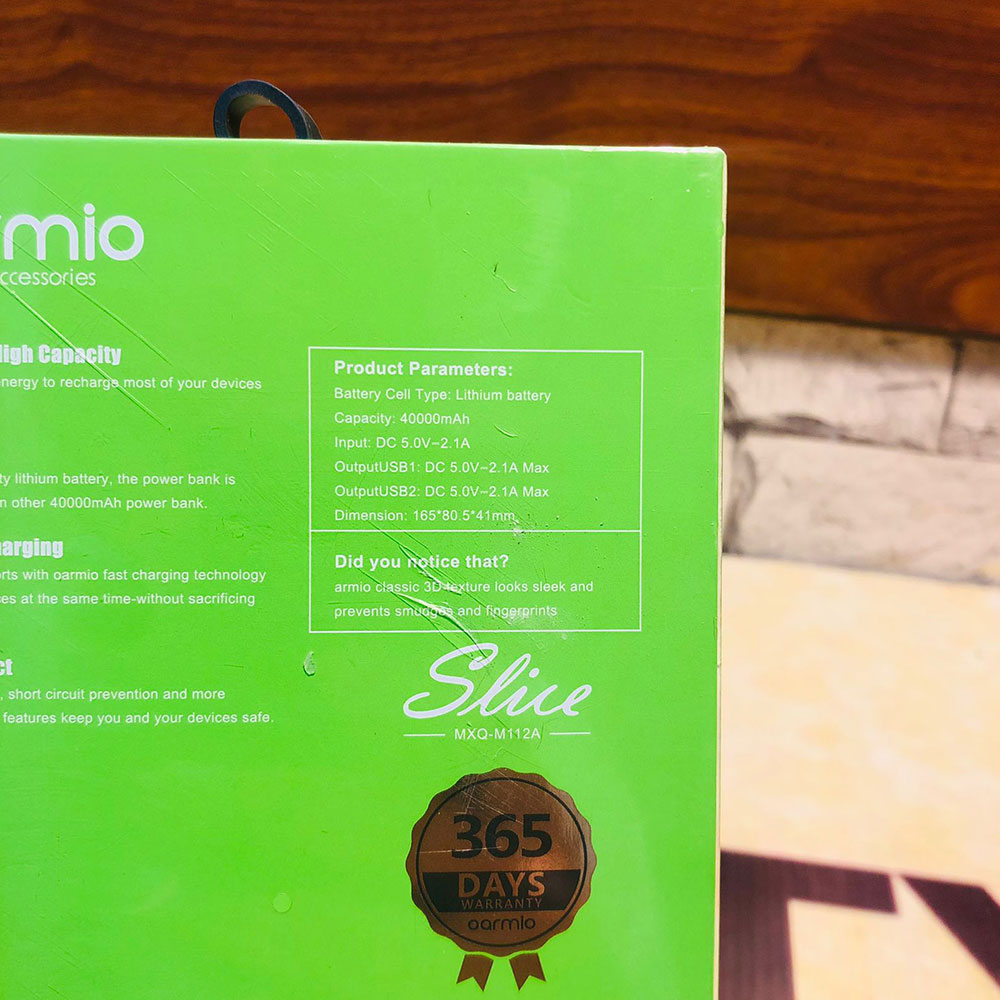 rmio
ccessories
High Capacity
energy to recharge most of your devices
ty lithium battery, the power bank is
n other 40000mAh power bank.
harging
orts with oarmio fast charging technology
ces at the same time-without sacrificing
ct
, short circuit prevention and more
features keep you and your devices safe.
Product Parameters:
Battery Cell Type: Lithium battery
Capacity: 40000mAh
Input: DC 5.0V–2.1A
OutputUSB1: DC 5.0V–2.1A Max
OutputUSB2: DC 5.0V–2.1A Max
Dimension: 165*80.5*41mm
Did you notice that?
armio classic 3D-texture looks sleek and
prevents smudges and fingerprints
Slice
MXQ-M112A
365
DAYS
WARRANTY
oarmio